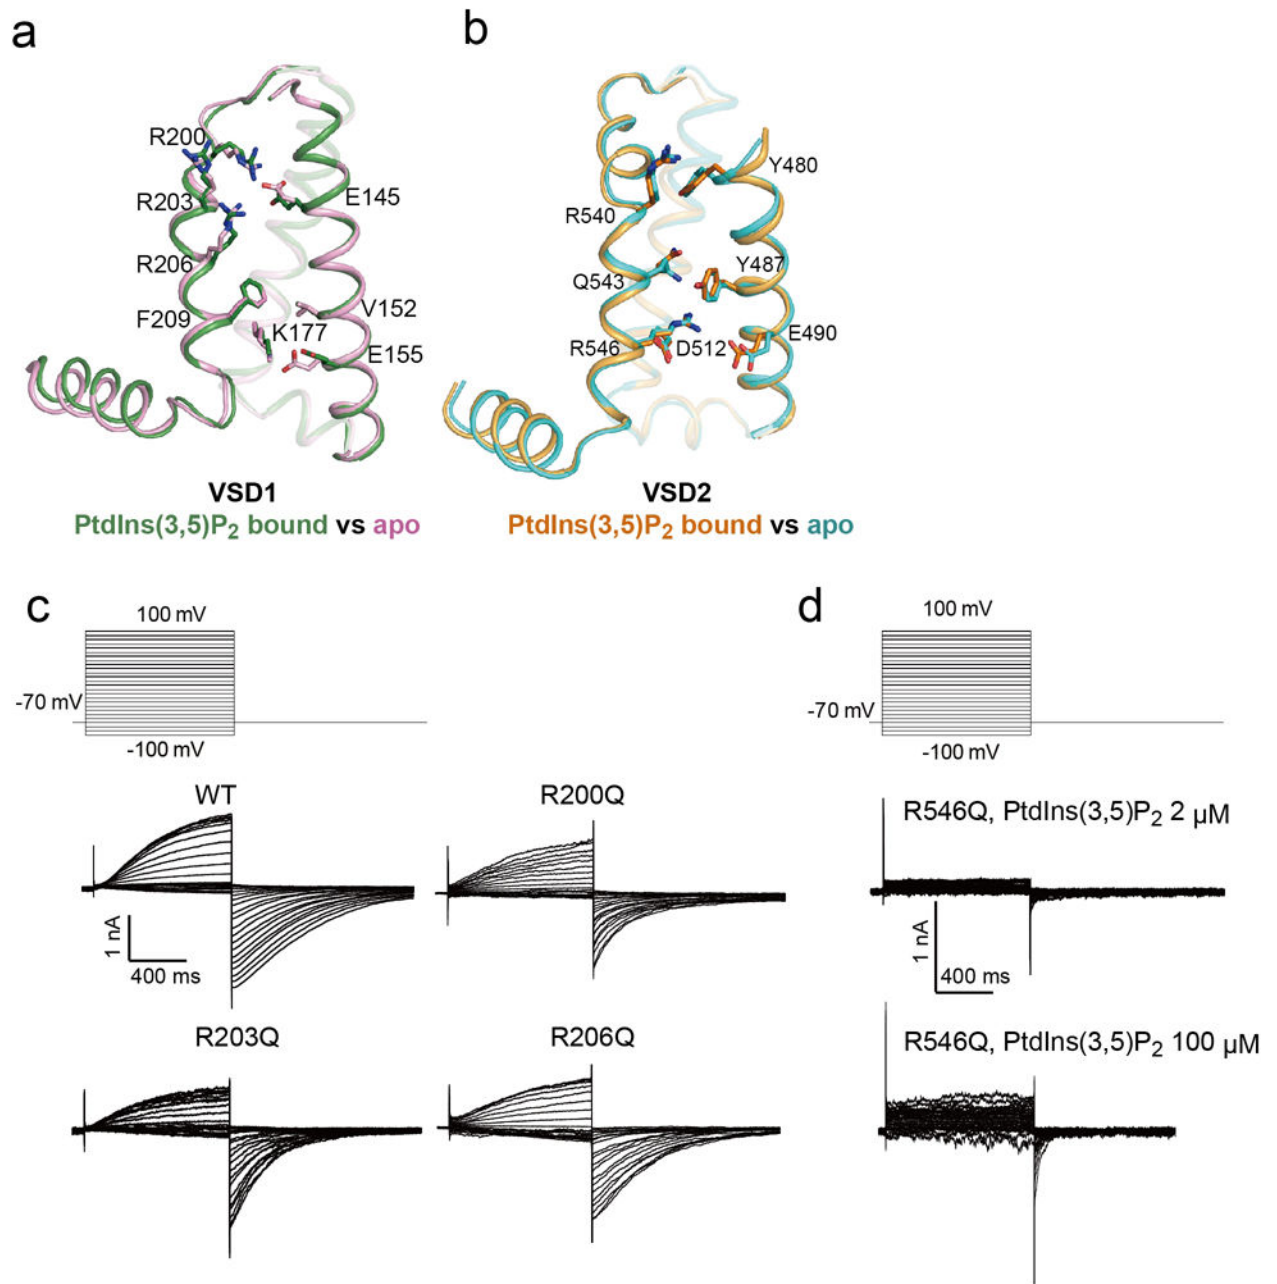 a
b
R200
R203
R206
F209
E145
V152
K177
E155
R540
Q543
R546
Y480
Y487
E490
D512
VSD1
PtdIns(3,5)P₂ bound vs apo
VSD2
PtdIns(3,5)P₂ bound vs apo
c
100 mV
-70 mV
-100 mV
WT
R200Q
1 nA
400 ms
R203Q
R206Q
d
100 mV
-70 mV
-100 mV
R546Q, PtdIns(3,5)P₂ 2 µM
1 nA
400 ms
R546Q, PtdIns(3,5)P₂ 100 µM